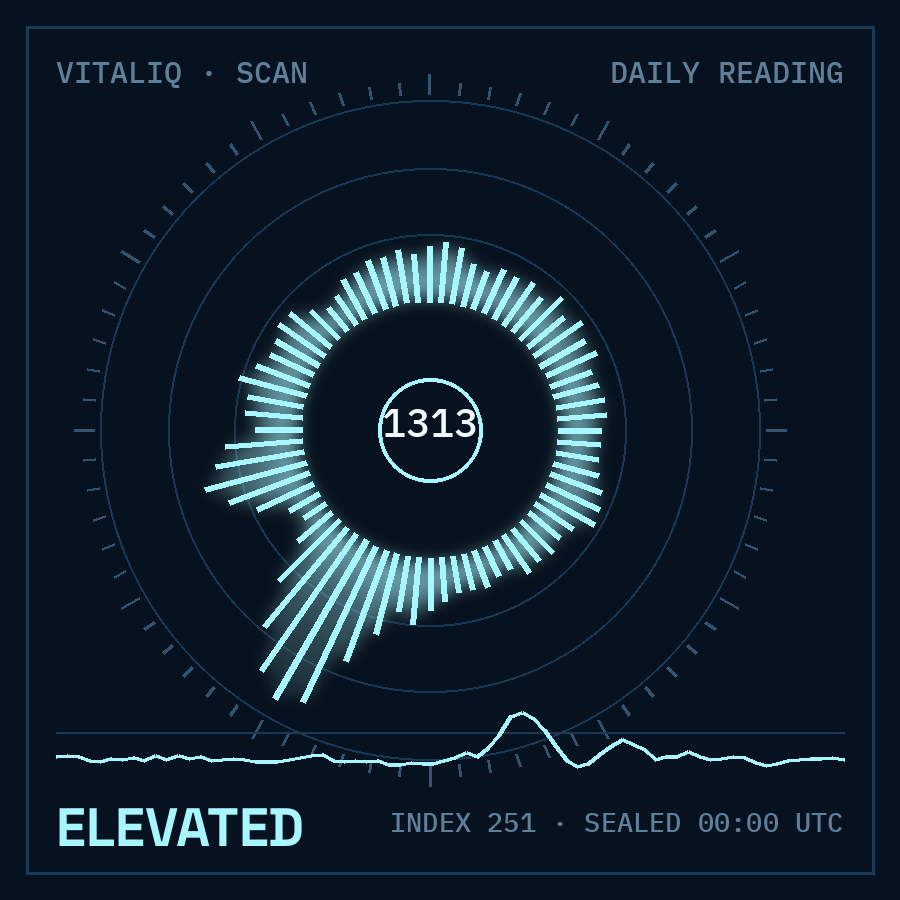 VITALIQ · SCAN
DAILY READING
1313
ELEVATED
INDEX 251 · SEALED 00:00 UTC